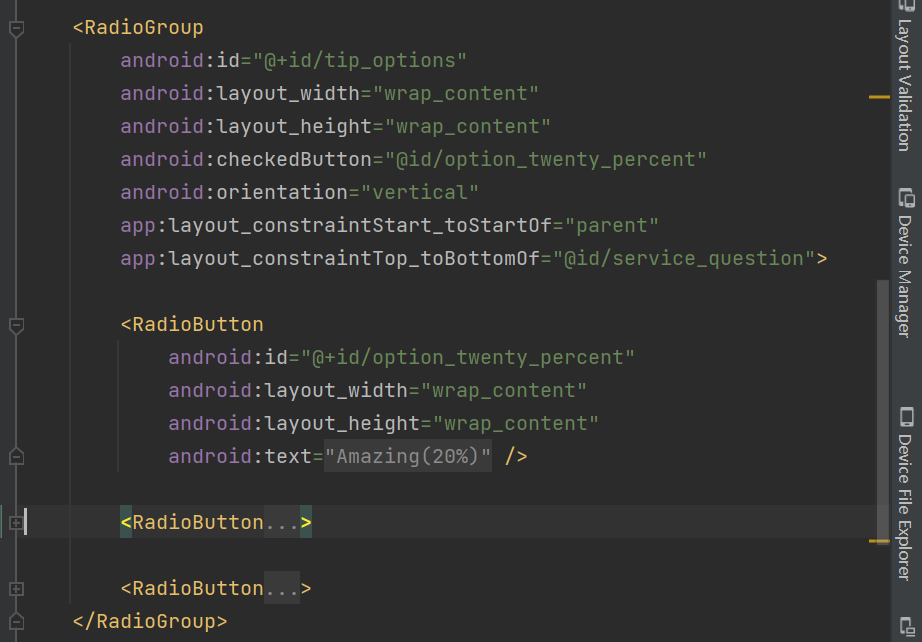 <RadioGroup
android:id="@+id/tip_options"
android:layout_width="wrap_content"
android:layout_height="wrap_content"
android:checkedButton="@id/option_twenty_percent"
android:orientation="vertical"
app:layout_constraintStart_toStartOf="parent"
app:layout_constraintTop_toBottomOf="@id/service_question">
<RadioButton
android:id="@+id/option_twenty_percent"
android:layout_width="wrap_content"
android:layout_height="wrap_content"
android:text="Amazing(20%)" />
<RadioButton...>
<RadioButton...>
</RadioGroup>
Layout Validation
Device Manager
Device File Explorer